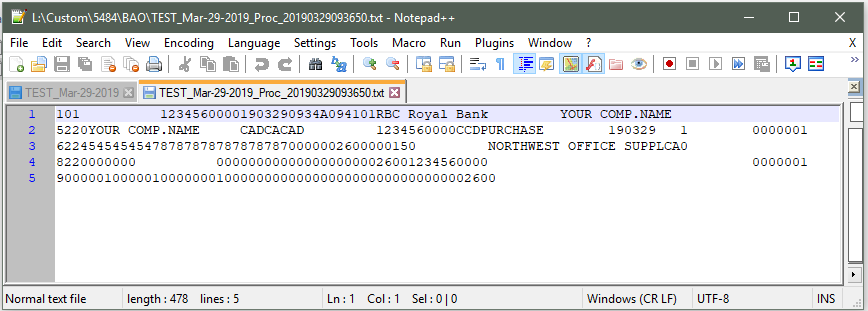 L:\Custom\5484\BAO\TEST_Mar-29-2019_Proc_20190329093650.txt - Notepad++
File Edit Search View Encoding Language Settings Tools Macro Run Plugins Window ? X
TEST_Mar-29-2019 TEST_Mar-29-2019_Proc_20190329093650.txt
1 101          12345600001903290934A094101RBC Royal Bank         YOUR COMP.NAME
2 5220YOUR COMP.NAME     CADCACAD         1234560000CCDPURCHASE        190329   1        0000001
3 622454545454787878787878787870000002600000150         NORTHWEST OFFICE SUPPLCA0
4 8220000000          0000000000000000000026001234560000                                 0000001
5 9000001000001000000010000000000000000000000000000002600
Normal text file length : 478 lines : 5 Ln : 1 Col : 1 Sel : 0 | 0 Windows (CR LF) UTF-8 INS